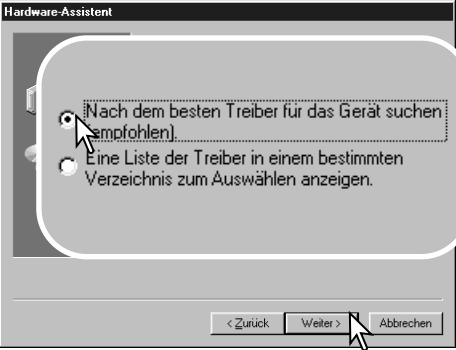 Hardware-Assistent
Nach dem besten Treiber für das Gerät suchen
(empfohlen).
Eine Liste der Treiber in einem bestimmten
Verzeichnis zum Auswählen anzeigen.
< Zurück Weiter > Abbrechen